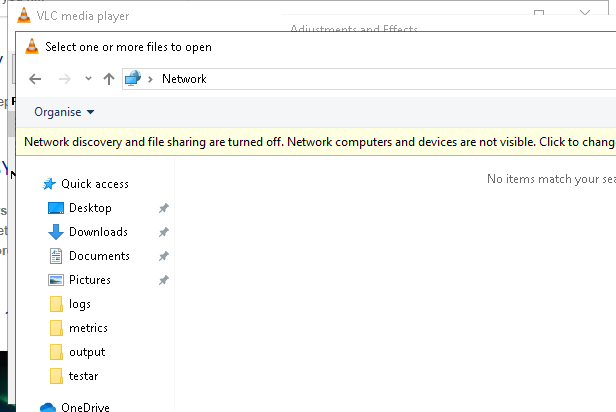 VLC media player
Adjustments and Effects
Select one or more files to open
Network
Organise
Network discovery and file sharing are turned off. Network computers and devices are not visible. Click to chang
No items match your sea
Quick access
Desktop
Downloads
Documents
Pictures
logs
metrics
output
testar
OneDrive